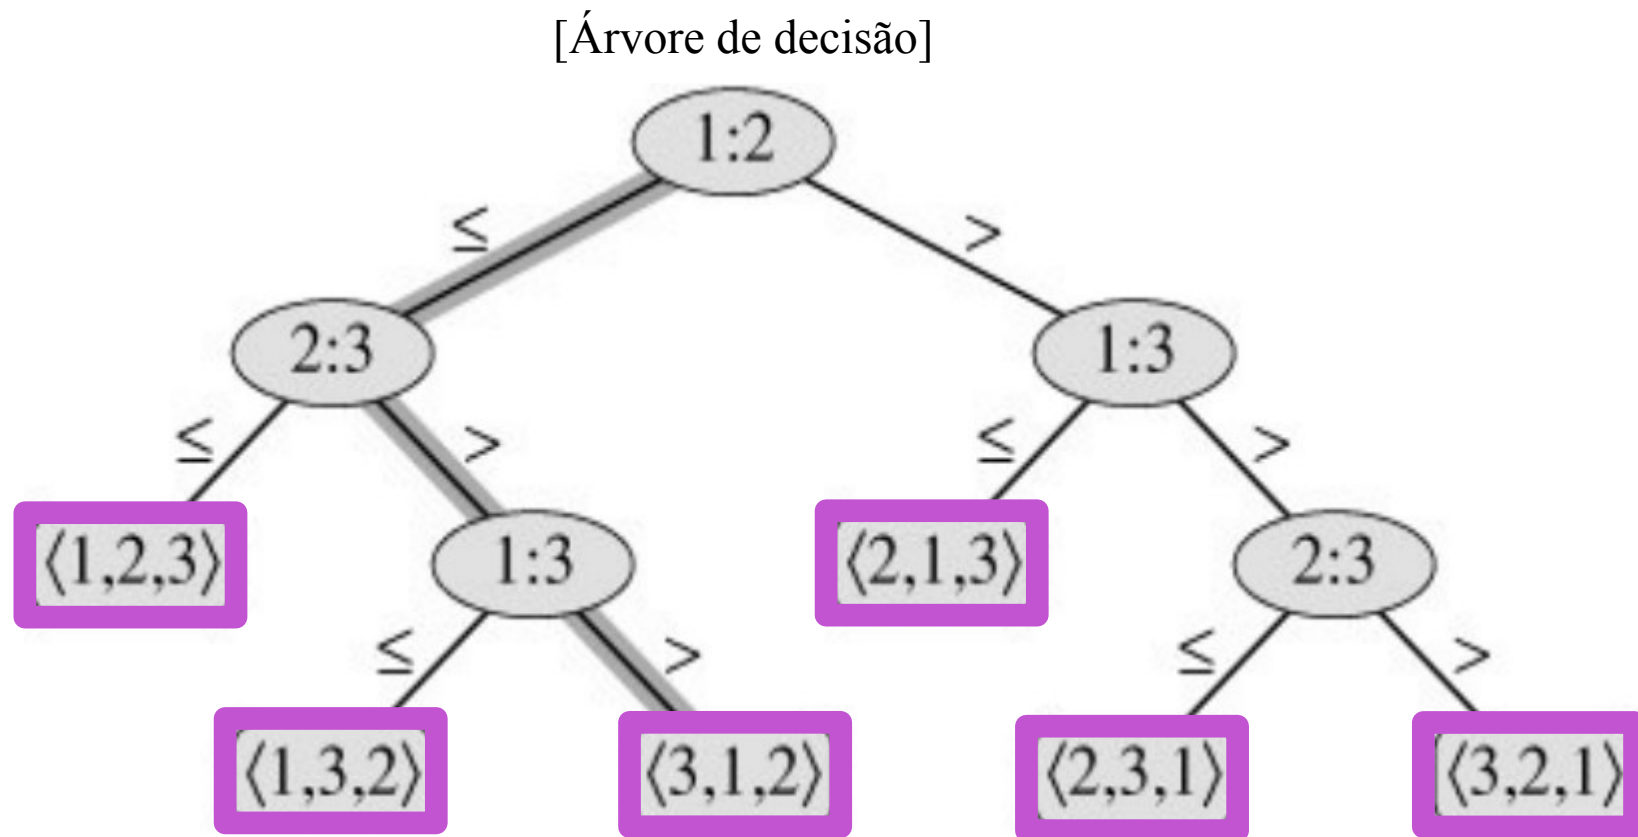 [Árvore de decisão]
1:2
≤ >
2:3 1:3
≤ > ≤ >
⟨1,2,3⟩ 1:3 ⟨2,1,3⟩ 2:3
≤ > ≤ >
⟨1,3,2⟩ ⟨3,1,2⟩ ⟨2,3,1⟩ ⟨3,2,1⟩